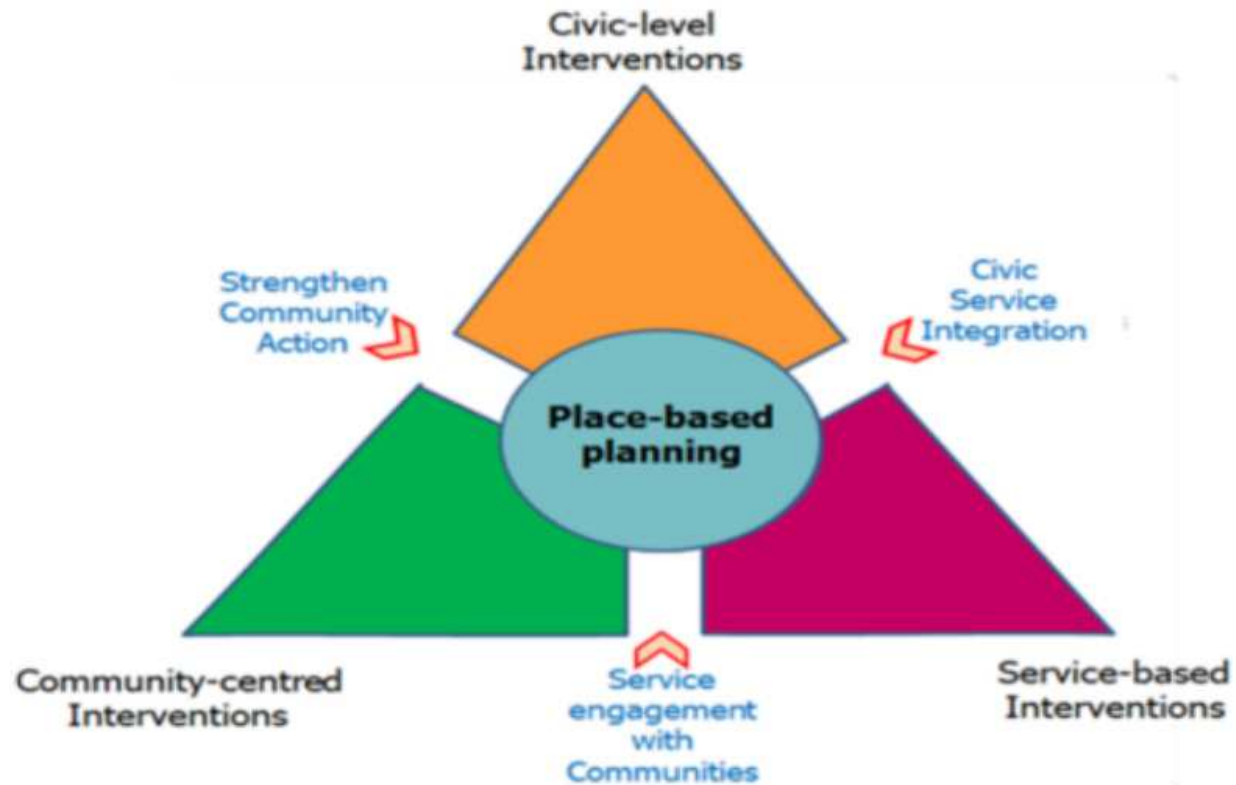 Civic-level
Interventions
Strengthen
Community
Action
Civic
Service
Integration
Place-based
planning
Community-centred
Interventions
Service
engagement
with
Communities
Service-based
Interventions